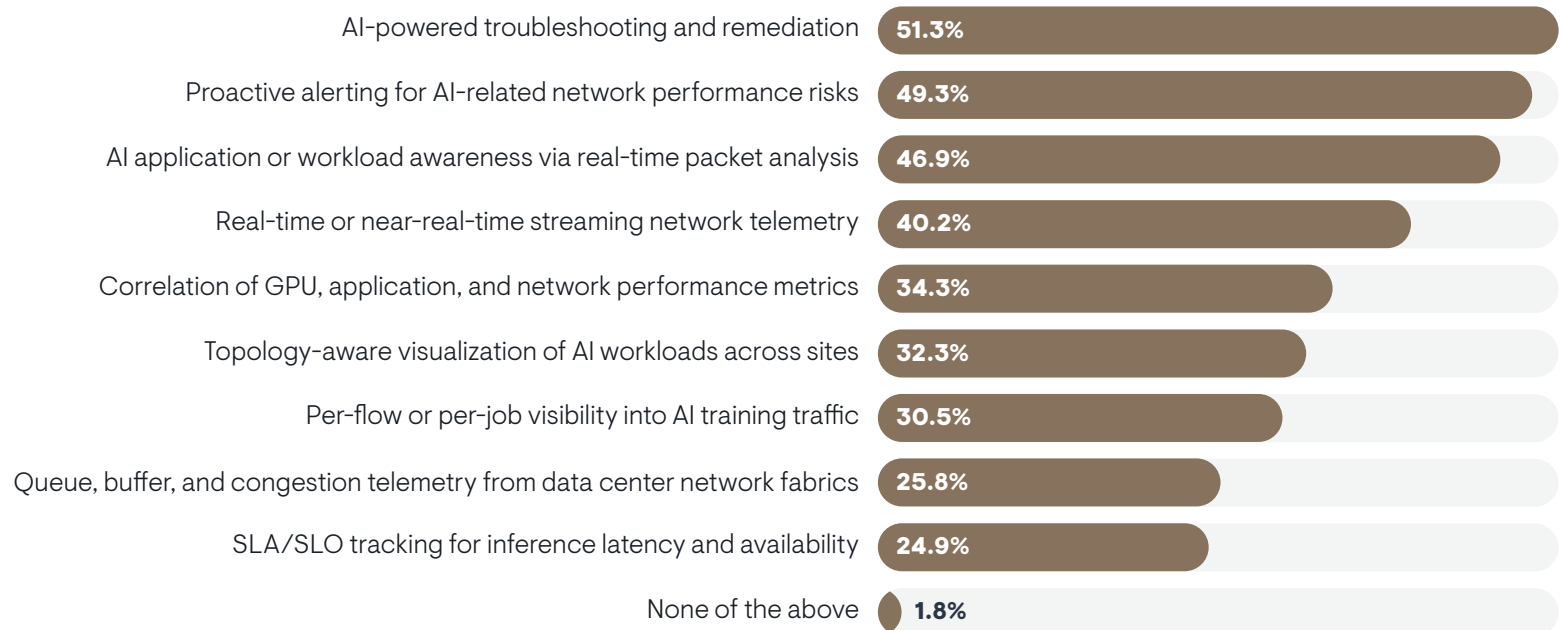 AI-powered troubleshooting and remediation 51.3%
Proactive alerting for AI-related network performance risks 49.3%
AI application or workload awareness via real-time packet analysis 46.9%
Real-time or near-real-time streaming network telemetry 40.2%
Correlation of GPU, application, and network performance metrics 34.3%
Topology-aware visualization of AI workloads across sites 32.3%
Per-flow or per-job visibility into AI training traffic 30.5%
Queue, buffer, and congestion telemetry from data center network fabrics 25.8%
SLA/SLO tracking for inference latency and availability 24.9%
None of the above 1.8%